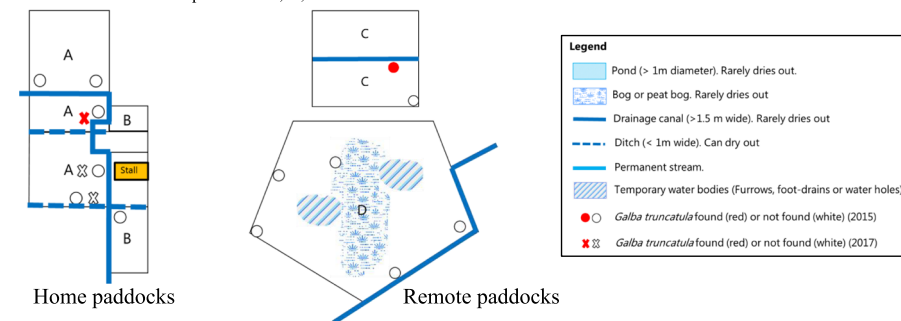 A
C
C
A
B
A
Stall
B
D
Home paddocks
Remote paddocks
Legend
Pond (> 1m diameter). Rarely dries out.
Bog or peat bog. Rarely dries out
Drainage canal (>1.5 m wide). Rarely dries out
Ditch (< 1m wide). Can dry out
Permanent stream.
Temporary water bodies (Furrows, foot-drains or water holes)
Galba truncatula found (red) or not found (white) (2015)
Galba truncatula found (red) or not found (white) (2017)